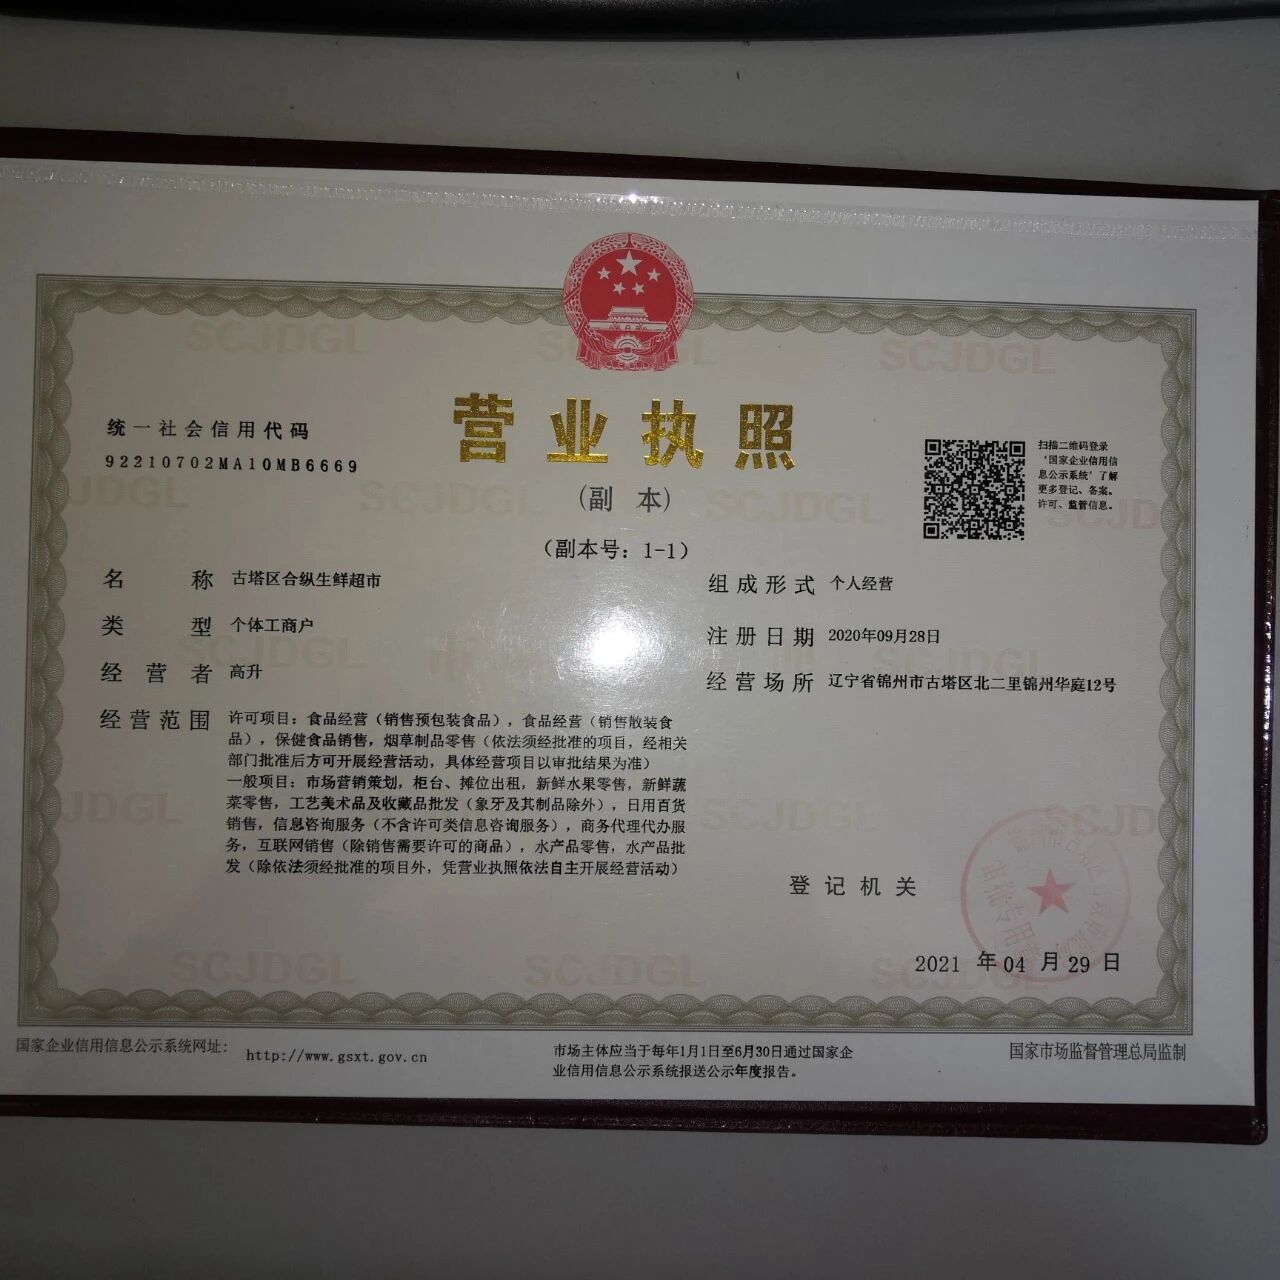 营业执照
(副 本)
(副本号: 1-1)
统一社会信用代码
92210702MA10MB6669
扫描二维码登录
‘国家企业信用信
息公示系统’了解
更多登记、备案、
许可、监管信息。
名 称 古塔区合纵生鲜超市
类 型 个体工商户
经 营 者 高升
经营范围 许可项目：食品经营（销售预包装食品），食品经营（销售散装食
品），保健食品销售，烟草制品零售（依法须经批准的项目，经相关
部门批准后方可开展经营活动，具体经营项目以审批结果为准）
一般项目：市场营销策划，柜台、摊位出租，新鲜水果零售，新鲜蔬
菜零售，工艺美术品及收藏品批发（象牙及其制品除外），日用百货
销售，信息咨询服务（不含许可类信息咨询服务），商务代理代办服
务，互联网销售（除销售需要许可的商品），水产品零售，水产品批
发（除依法须经批准的项目外，凭营业执照依法自主开展经营活动）
组成形式 个人经营
注册日期 2020年09月28日
经营场所 辽宁省锦州市古塔区北二里锦州华庭12号
登记机关
2021 年 04 月 29 日
国家企业信用信息公示系统网址：
http://www.gsxt.gov.cn
市场主体应当于每年1月1日至6月30日通过国家企
业信用信息公示系统报送公示年度报告。
国家市场监督管理总局监制